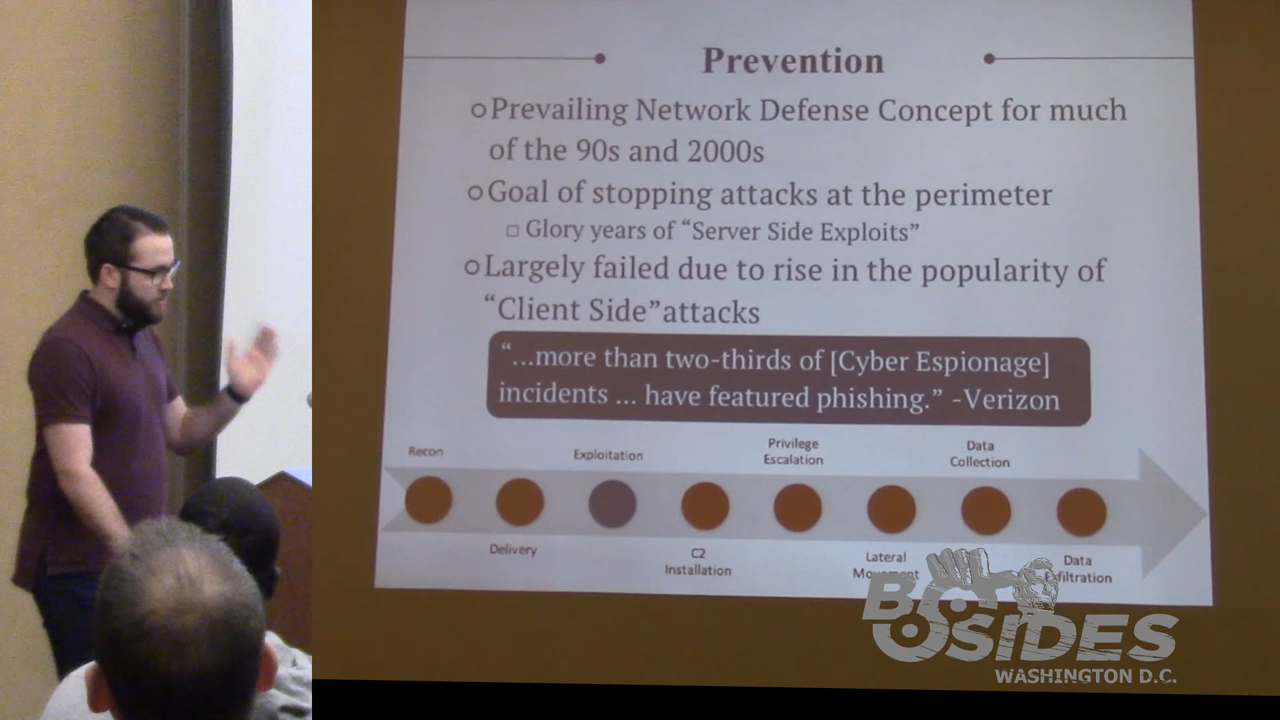 Prevention
Prevailing Network Defense Concept for much
of the 90s and 2000s
Goal of stopping attacks at the perimeter
Glory years of “Server Side Exploits”
Largely failed due to rise in the popularity of
“Client Side”attacks
“...more than two-thirds of [Cyber Espionage]
incidents ... have featured phishing.” -Verizon
Recon
Exploitation
Privilege
Escalation
Data
Collection
Delivery
C2
Installation
Lateral
Movement
Data
Exfiltration
BSIDES
WASHINGTON D.C.